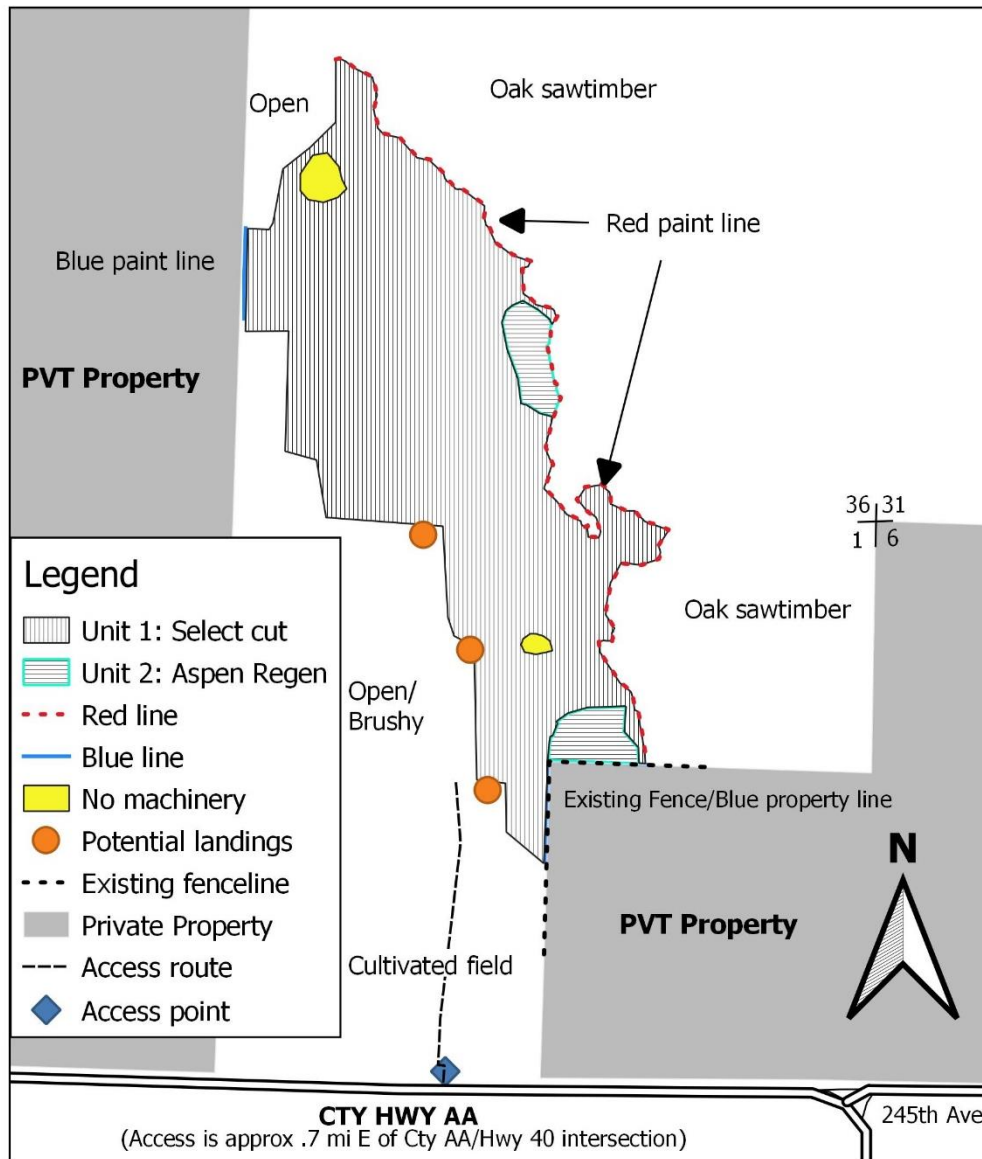 Oak sawtimber
Open
Red paint line
Blue paint line
PVT Property
36 31
1 6
Legend
Unit 1: Select cut
Unit 2: Aspen Regen
Red line
Blue line
No machinery
Potential landings
Existing fenceline
Private Property
Access route
Access point
Oak sawtimber
Open/
Brushy
Existing Fence/Blue property line
N
PVT Property
Cultivated field
CTY HWY AA
(Access is approx .7 mi E of Cty AA/Hwy 40 intersection)
245th Ave